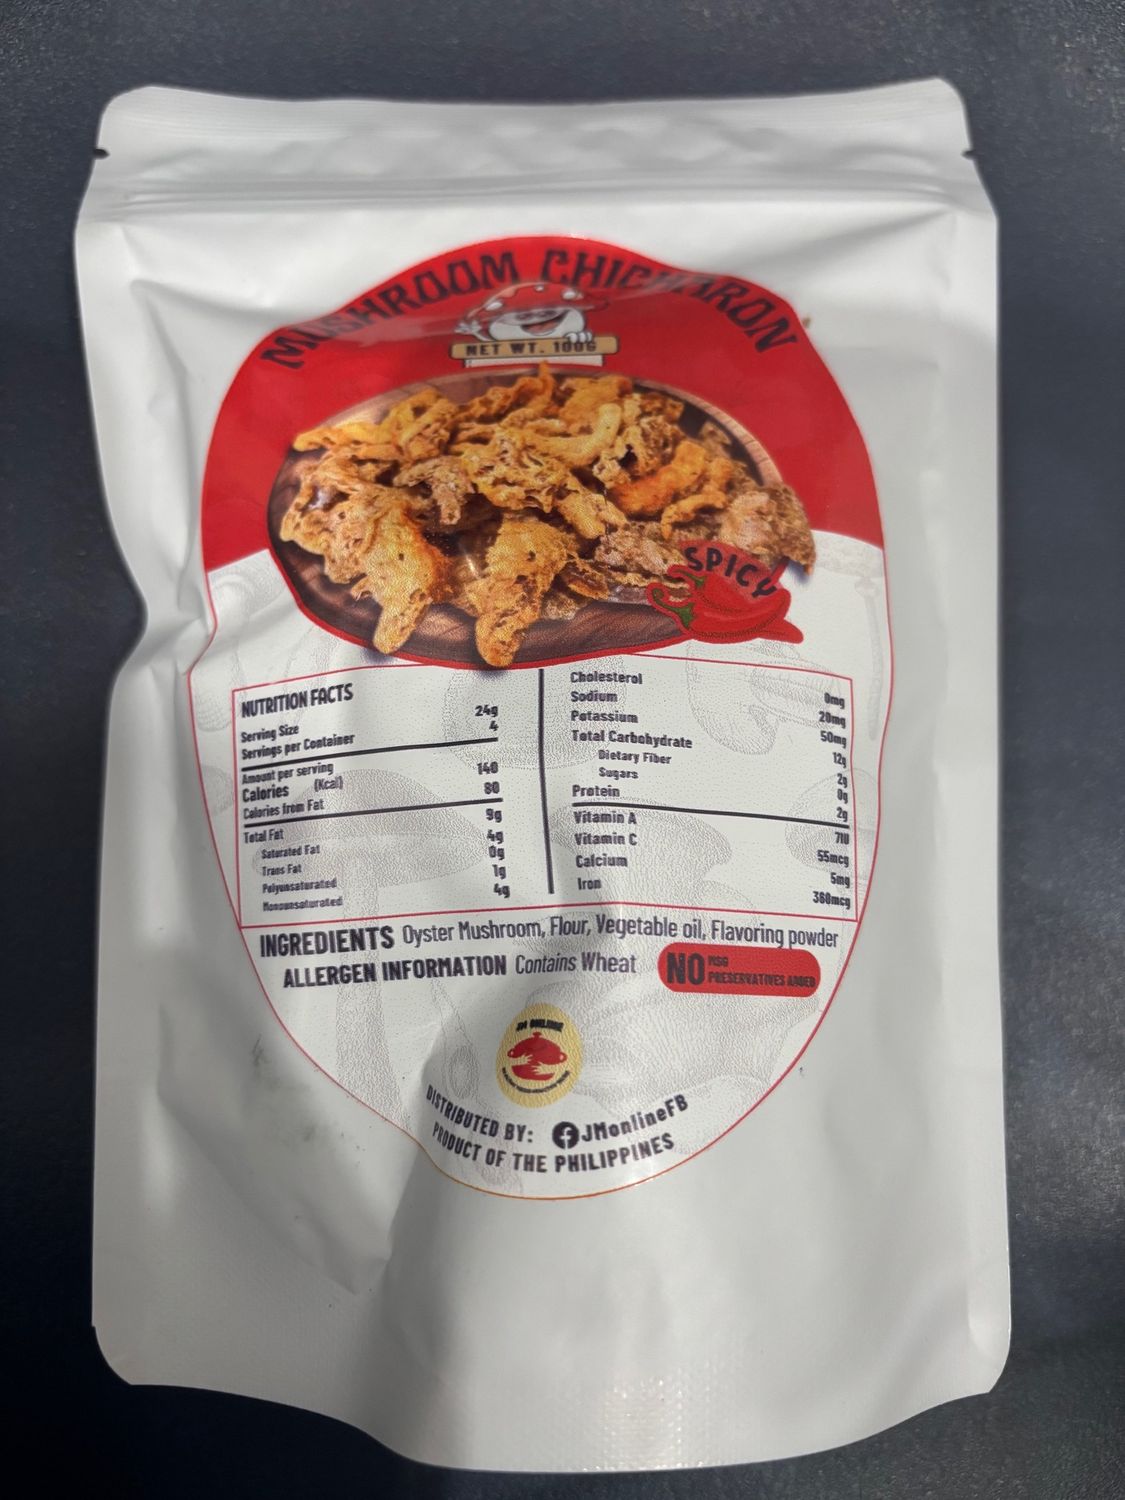 MUSHROOM CHICHARON
NET WT. 100G
SPICY
NUTRITION FACTS
Serving Size 24g
Servings per Container 4
Amount per serving
Calories (Kcal) 140
Calories from Fat 80
Total Fat 9g
Saturated Fat 4g
Trans Fat 0g
Polyunsaturated 1g
Monounsaturated 4g
Cholesterol 0mg
Sodium 20mg
Potassium 50mg
Total Carbohydrate 12g
Dietary Fiber 2g
Sugars 0g
Protein 2g
Vitamin A 7IU
Vitamin C 55mcg
Calcium 5mg
Iron 360mcg
INGREDIENTS Oyster Mushroom, Flour, Vegetable oil, Flavoring powder
ALLERGEN INFORMATION Contains Wheat
NO MSG
PRESERVATIVES ADDED
JM ONLINE
DISTRIBUTED BY: JMonlineFB
PRODUCT OF THE PHILIPPINES